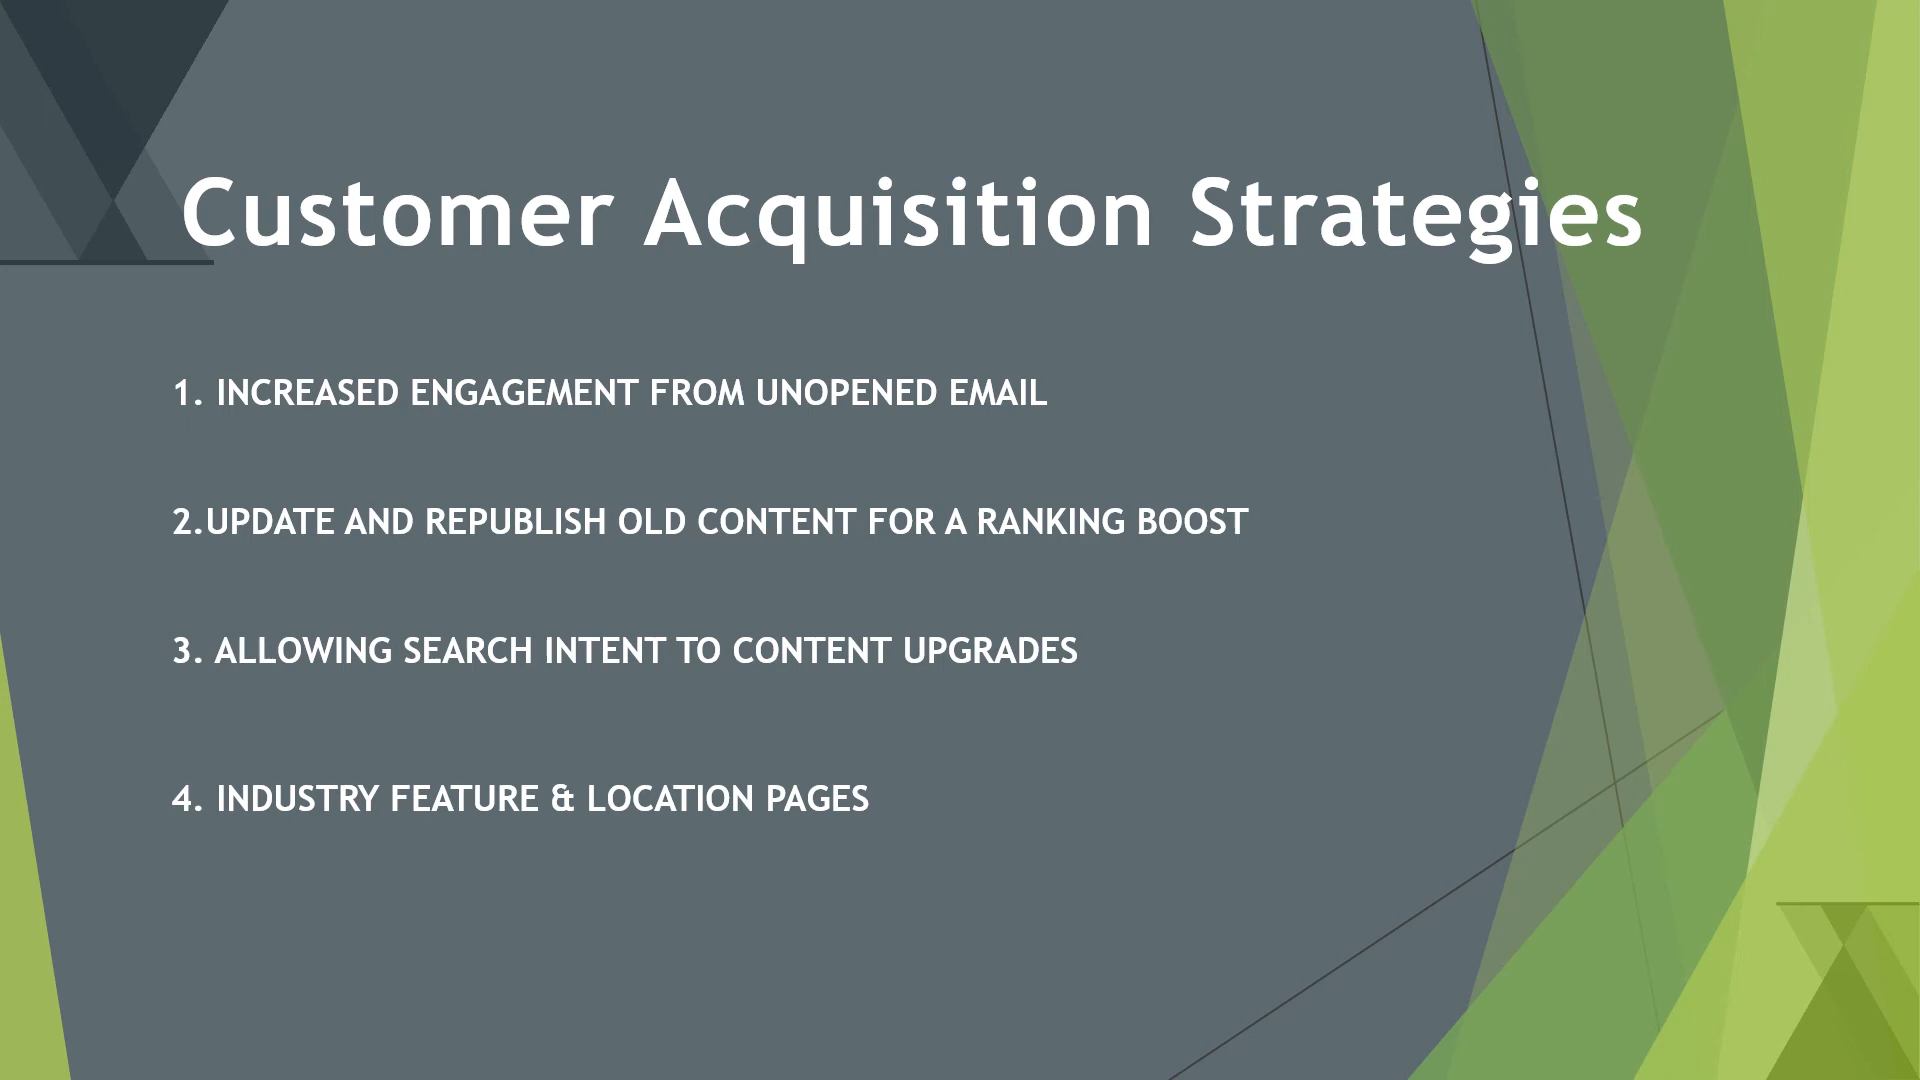 Customer Acquisition Strategies
1. INCREASED ENGAGEMENT FROM UNOPENED EMAIL
2.UPDATE AND REPUBLISH OLD CONTENT FOR A RANKING BOOST
3. ALLOWING SEARCH INTENT TO CONTENT UPGRADES
4. INDUSTRY FEATURE & LOCATION PAGES